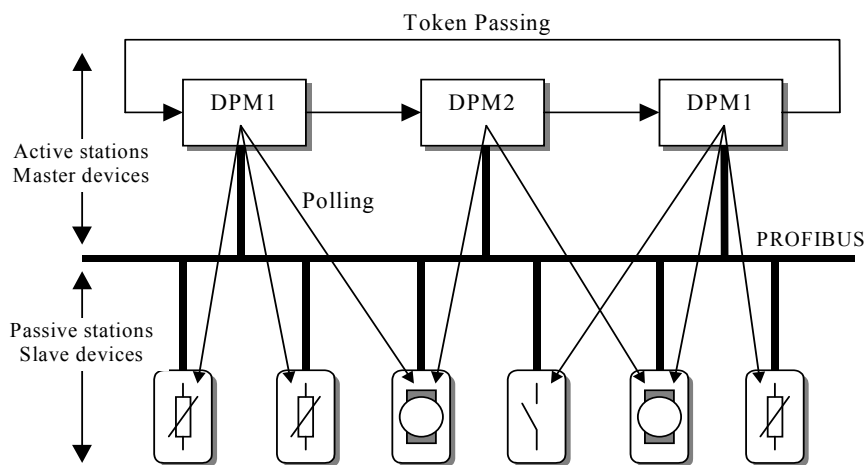 Token Passing
DPM1
DPM2
DPM1
Active stations
Master devices
Polling
PROFIBUS
Passive stations
Slave devices